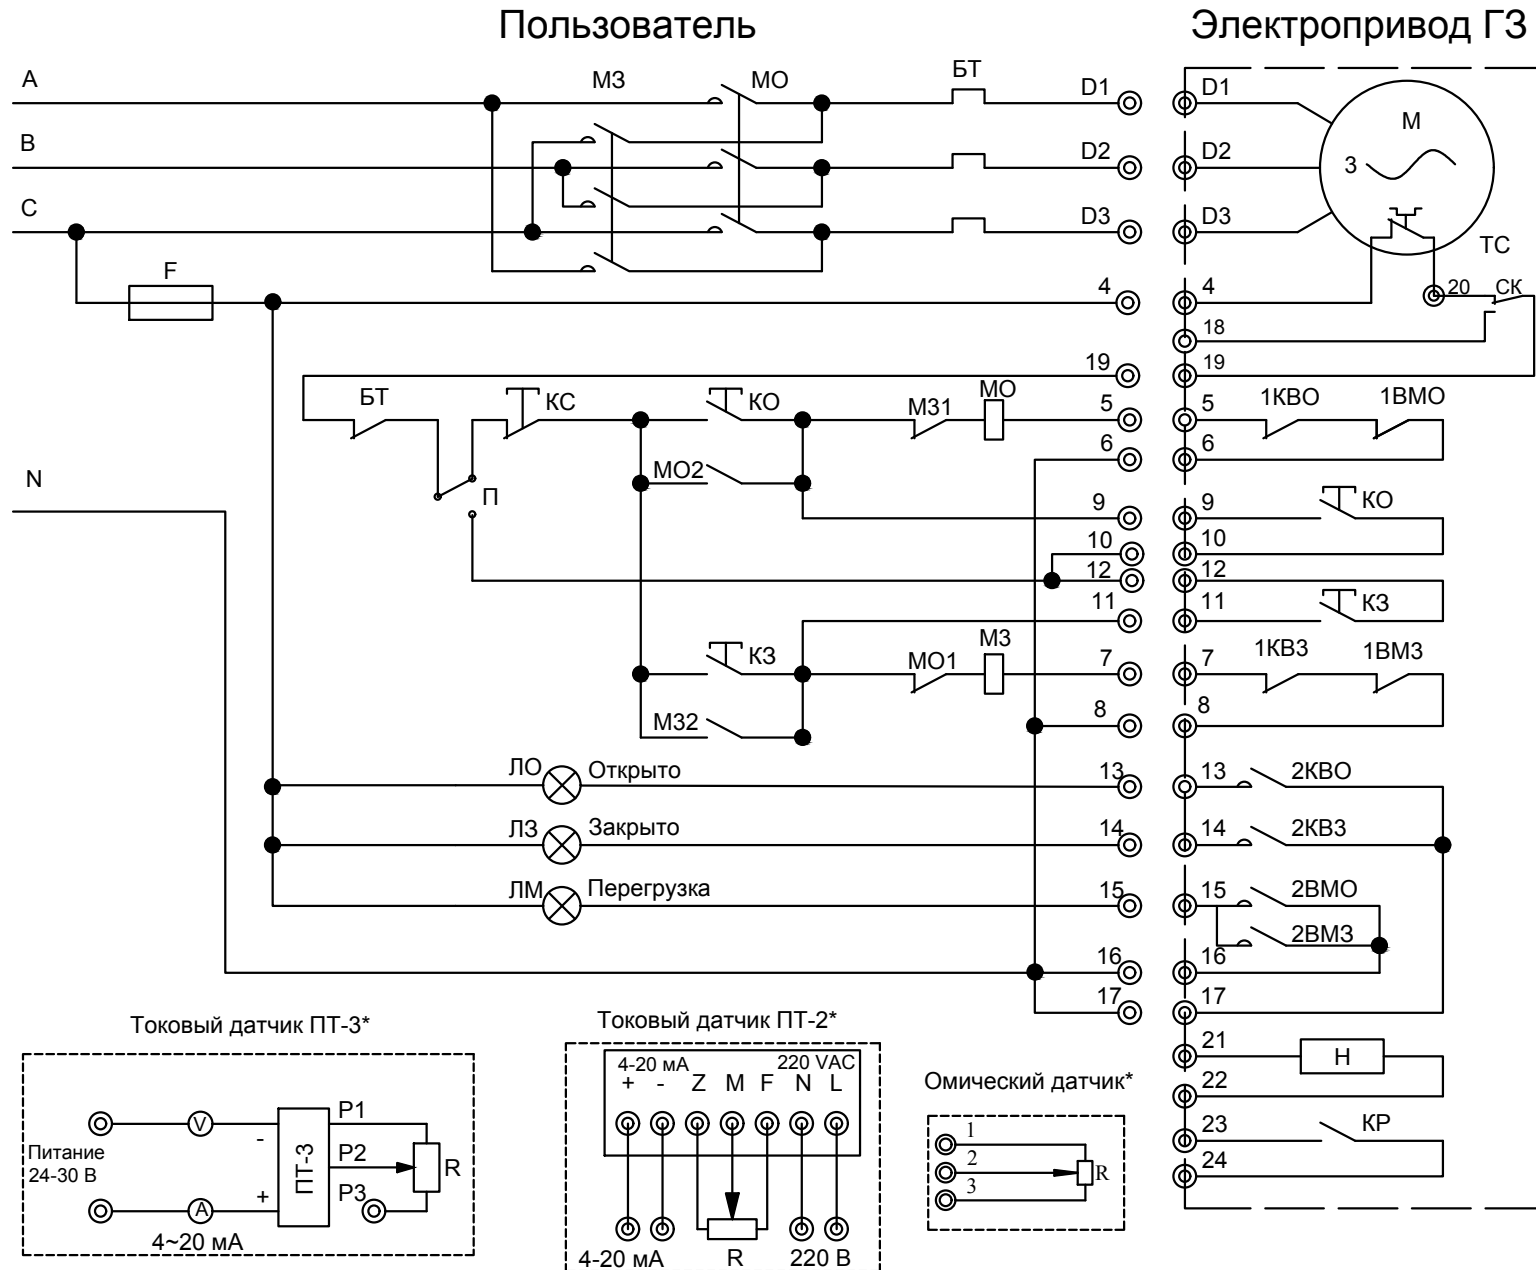 Пользователь
Электропривод ГЗ
A
МЗ
МО
БТ
D1
D1
B
D2
D2
М
3
C
D3
D3
ТС
F
4
4
20
СК
18
19
19
БТ
КС
КО
М31
МО
5
5
1КВО
1ВМО
6
6
N
МО2
П
9
9
КО
10
10
12
12
11
11
КЗ
КЗ
МО1
МЗ
7
7
1КВЗ
1ВМЗ
М32
8
8
ЛО
Открыто
13
13
2КВО
ЛЗ
Закрыто
14
14
2КВЗ
ЛМ
Перегрузка
15
15
2ВМО
2ВМЗ
16
16
17
17
21
Н
22
23
КР
24
Токовый датчик ПТ-3*
Питание
24-30 В
V
-
ПТ-3
P1
P2
R
A
+
P3
4~20 мА
Токовый датчик ПТ-2*
4-20 мА
220 VAC
+ - Z M F N L
4-20 мА
R
220 В
Омический датчик*
1
2
R
3